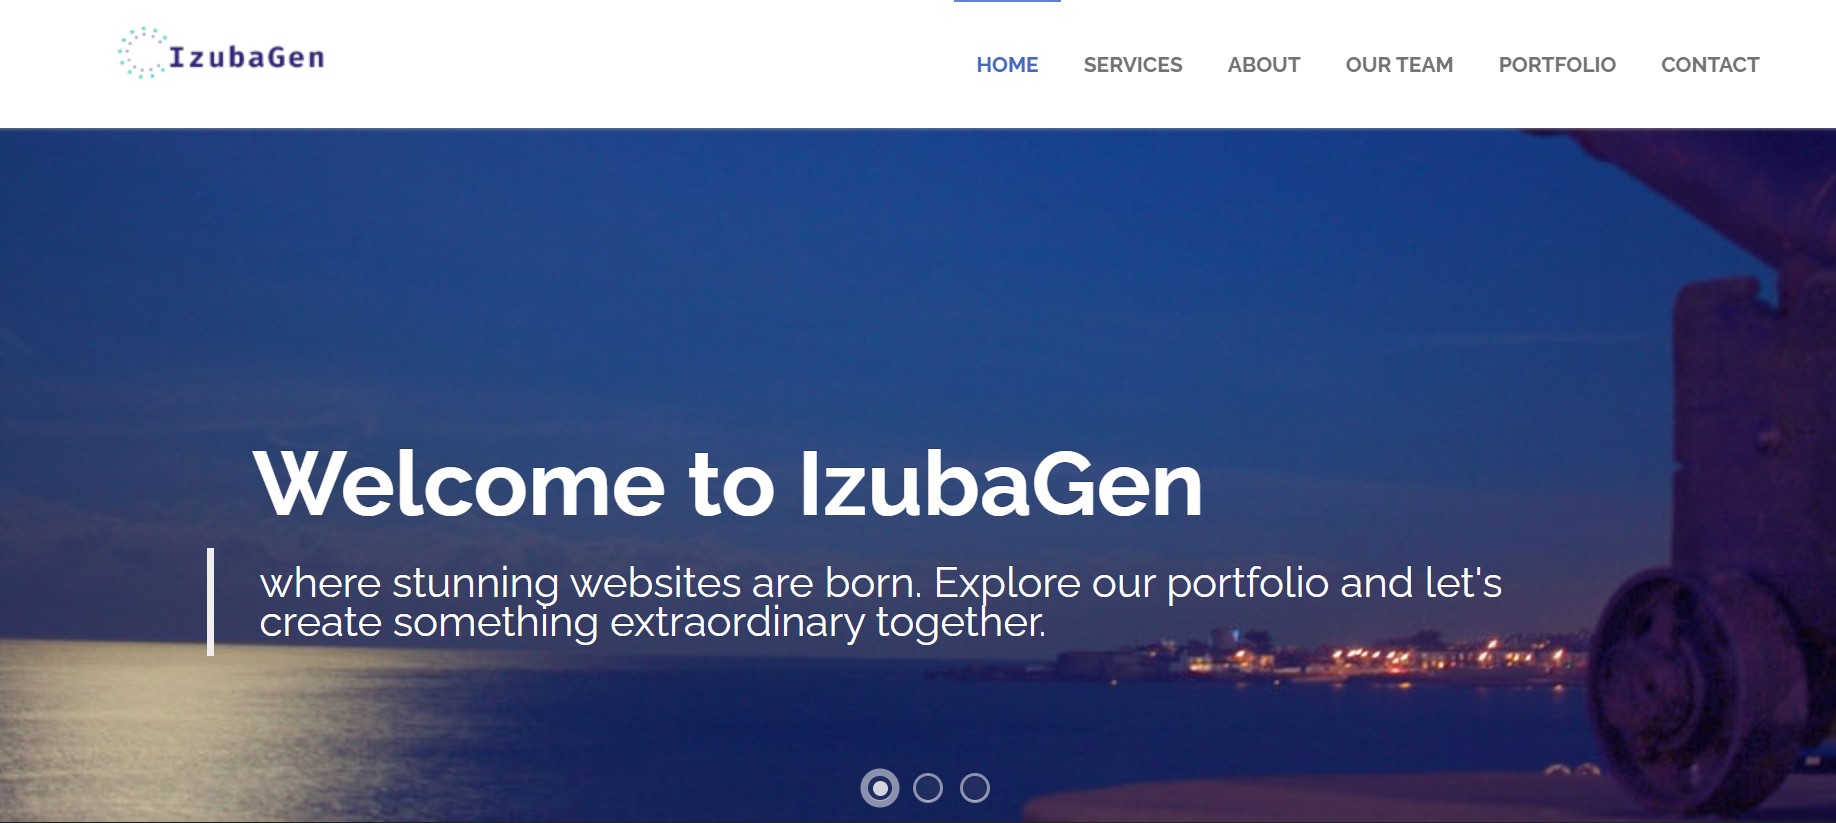 IzubaGen
HOME SERVICES ABOUT OUR TEAM PORTFOLIO CONTACT
Welcome to IzubaGen
where stunning websites are born. Explore our portfolio and let's
create something extraordinary together.